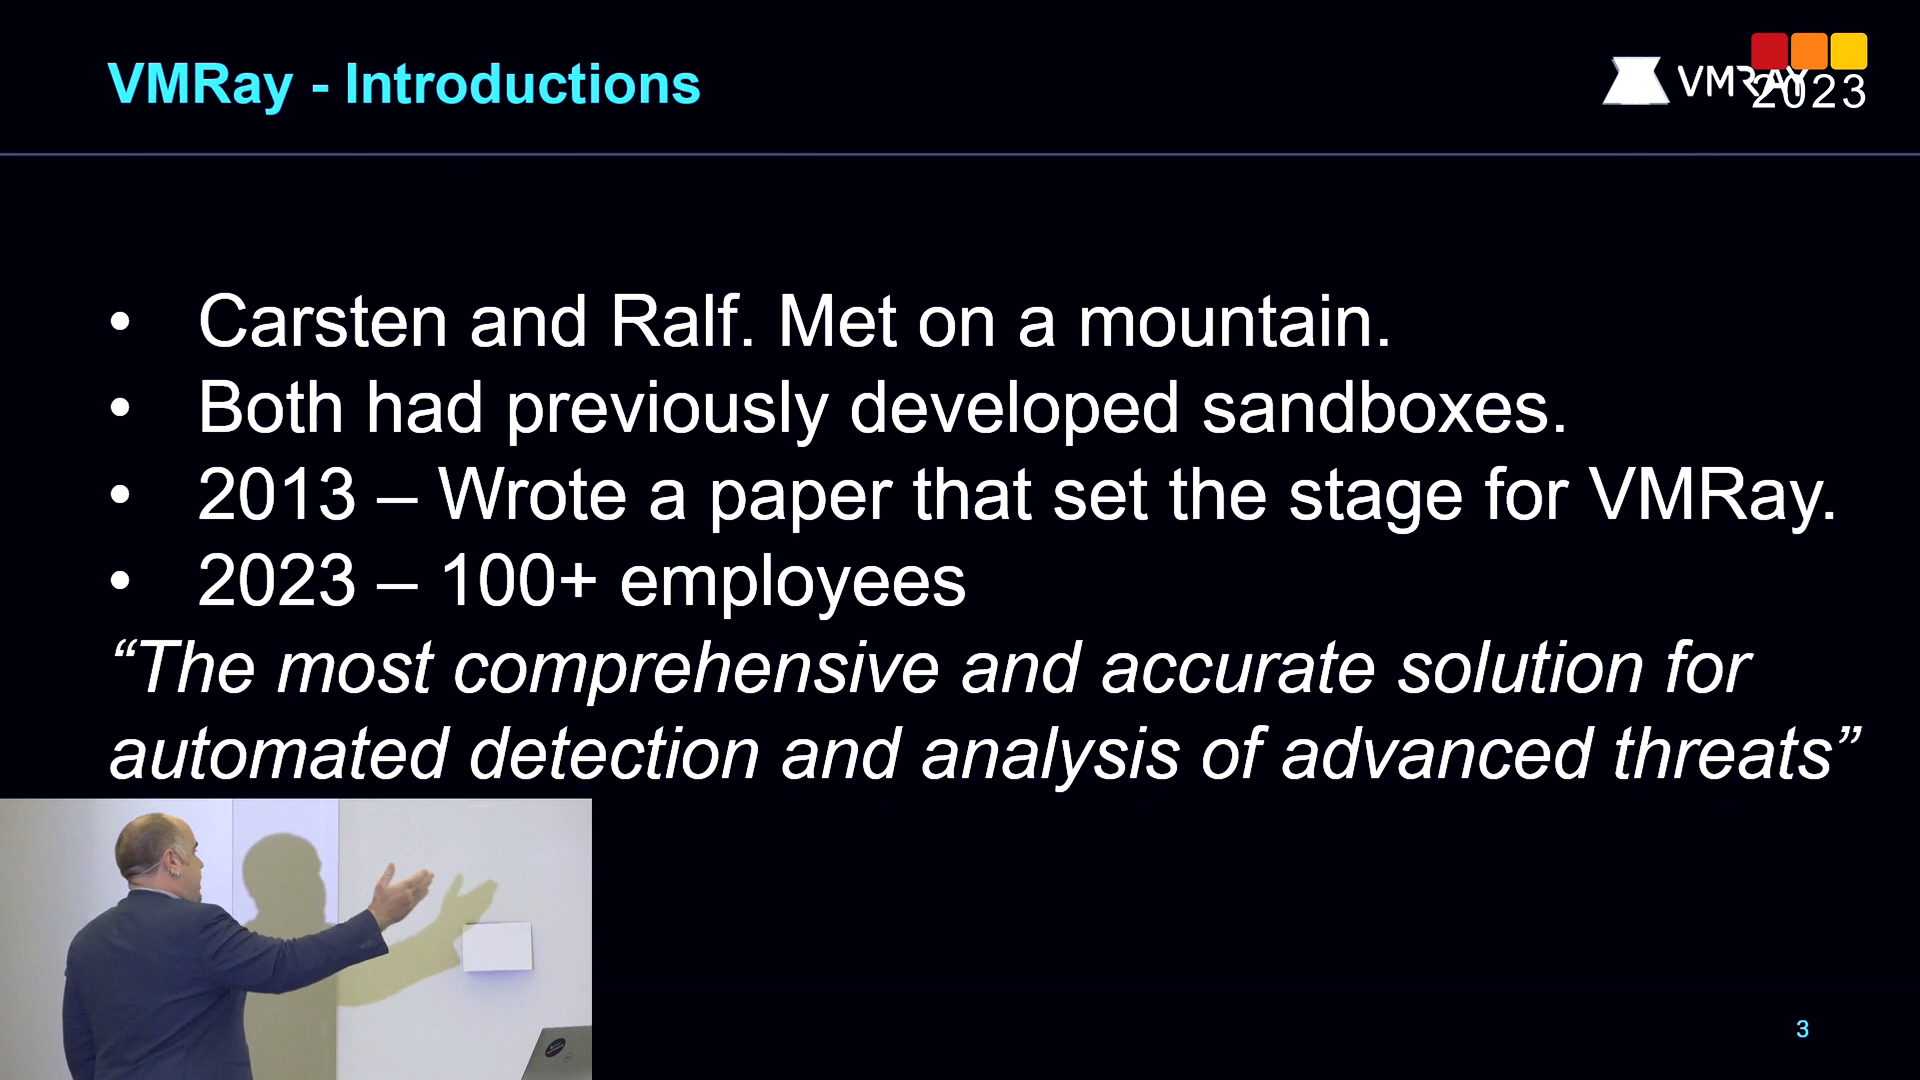 VMRay - Introductions
VMRAY
2023
• Carsten and Ralf. Met on a mountain.
• Both had previously developed sandboxes.
• 2013 – Wrote a paper that set the stage for VMRay.
• 2023 – 100+ employees
“The most comprehensive and accurate solution for
automated detection and analysis of advanced threats”
3